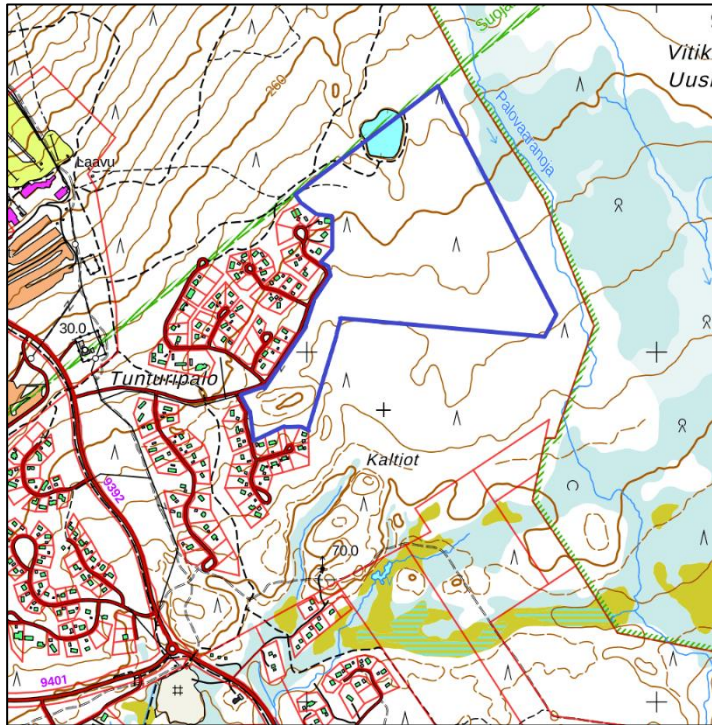 Suoja
Vitik
Uusi
260
Palovaaranoja
Laavu
30.0
Tunturipalo
Kaltiot
9392
70.0
9401